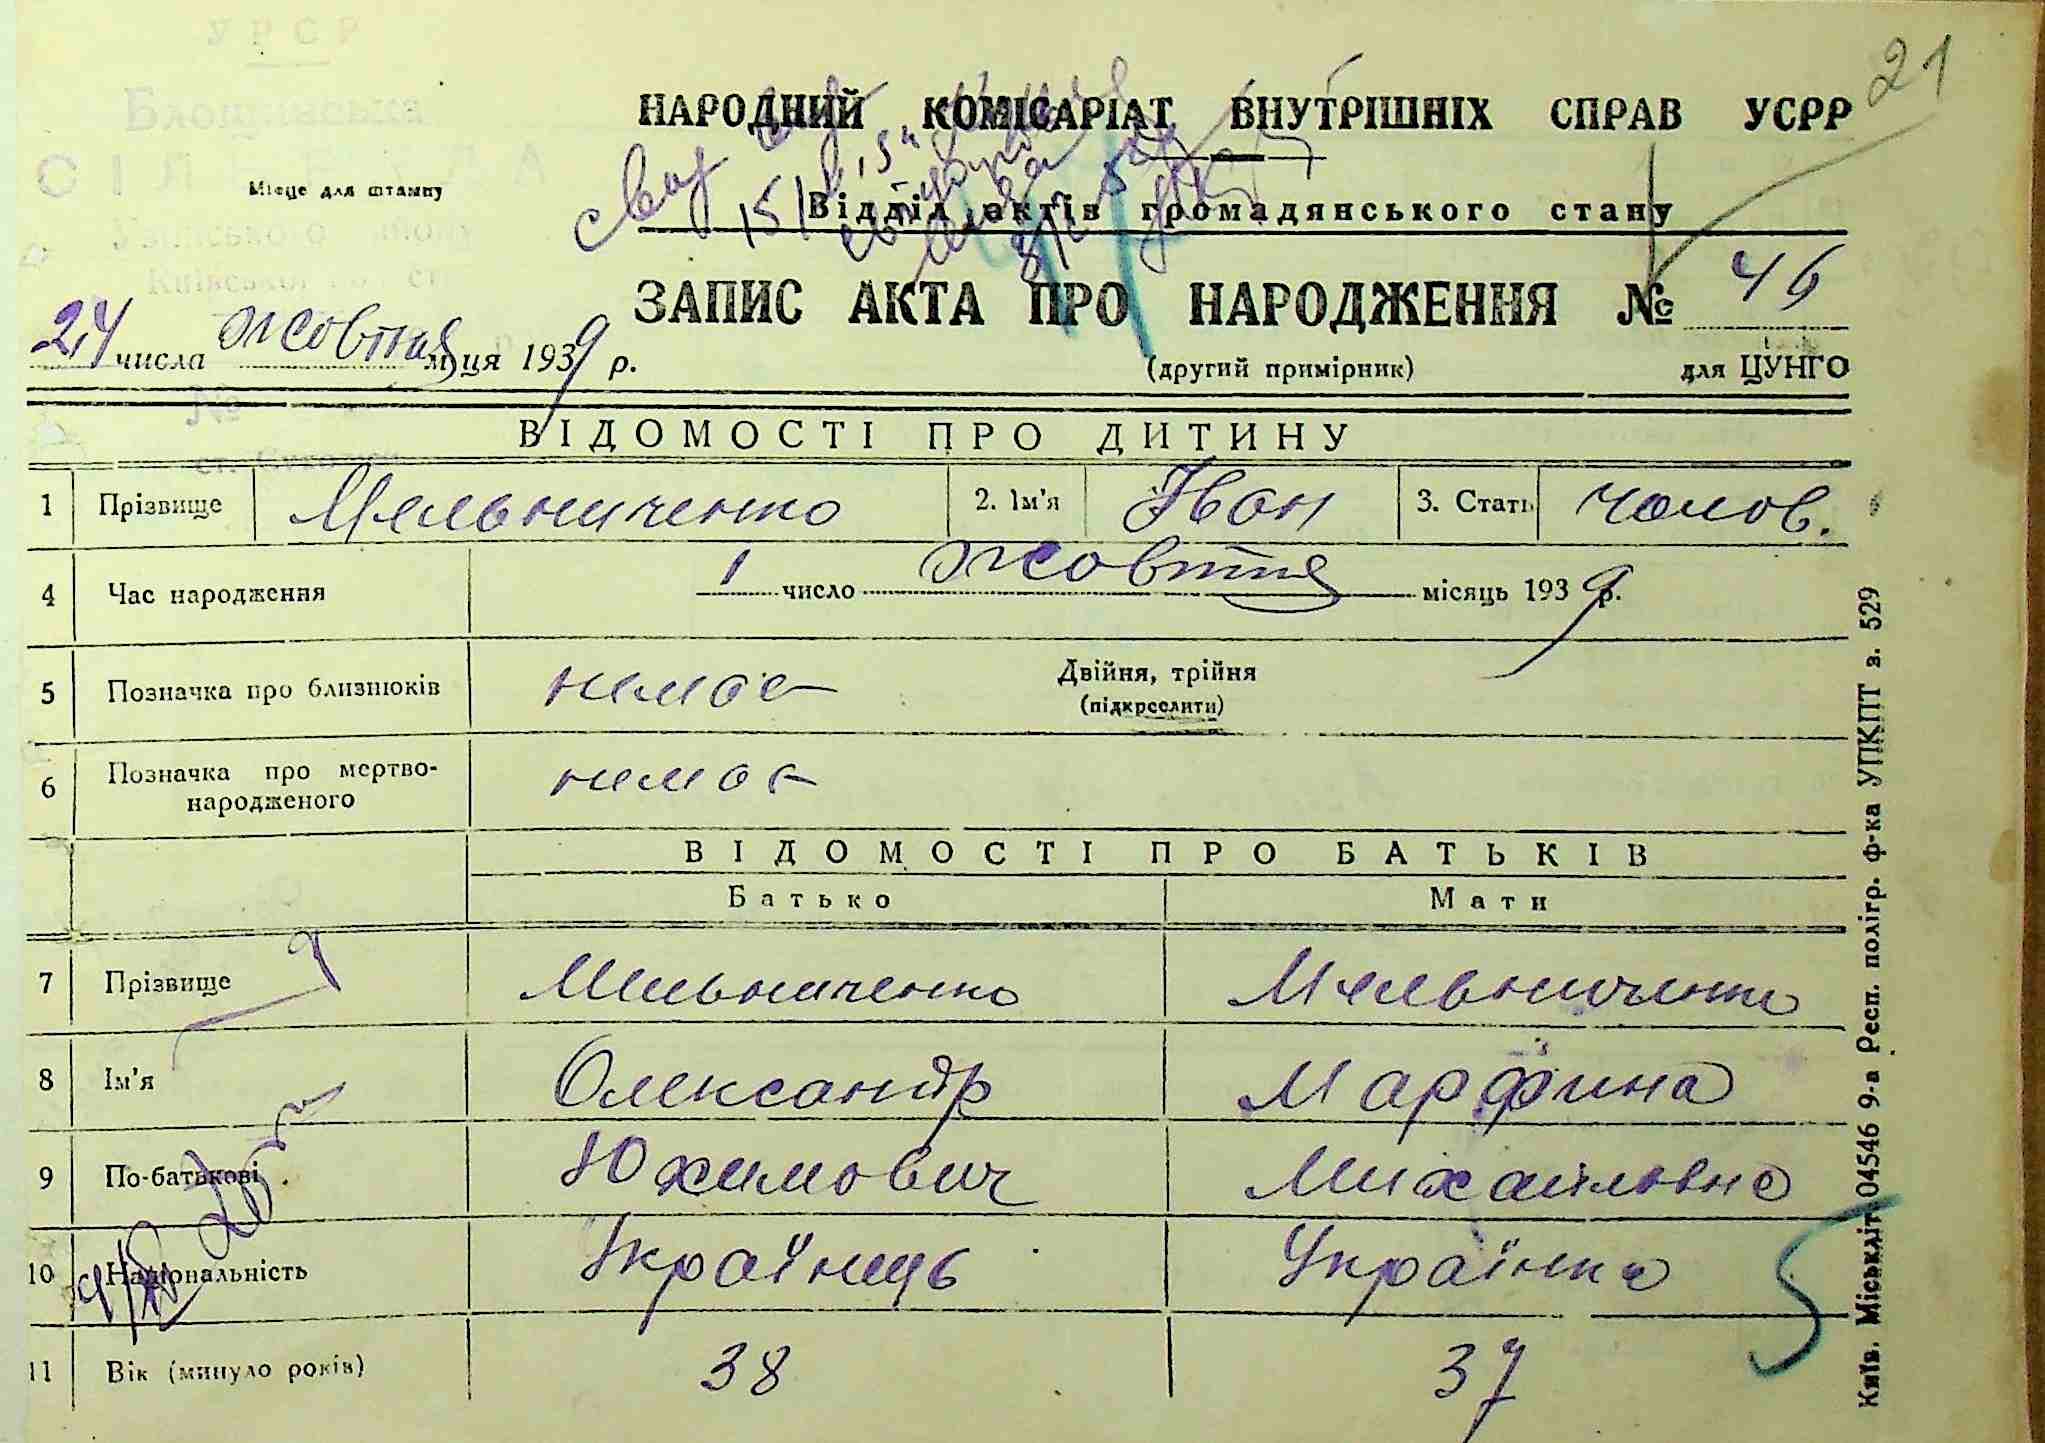 21
УРСР
НАРОДНИЙ КОМІСАРІАТ ВНУТРІШНІХ СПРАВ УСРР
Місце для штампу
Відділ актів громадянського стану
ЗАПИС АКТА ПРО НАРОДЖЕННЯ № 46
24 числа жовтня м-ця 1939 р.
(другий примірник) для ЦУНГО
ВІДОМОСТІ ПРО ДИТИНУ
1 Прізвище Мельниченко 2. Ім'я Іван 3. Стать чолов.
4 Час народження 1 число жовтня місяць 1939 р.
5 Позначка про близнюків немає Двійня, трійня
(підкреслити)
6 Позначка про мертво-
народженого немає
ВІДОМОСТІ ПРО БАТЬКІВ
Батько Мати
7 Прізвище Мельниченко Мельниченко
8 Ім'я Олександр Марфина
9 По-батькові Юхимович Михайловна
10 Національність Українець Українка
11 Вік (минуло років) 38 37
5
Київ. Міськліт 04546 9-а Респ. полігр. ф-ка УПКПТ з. 529